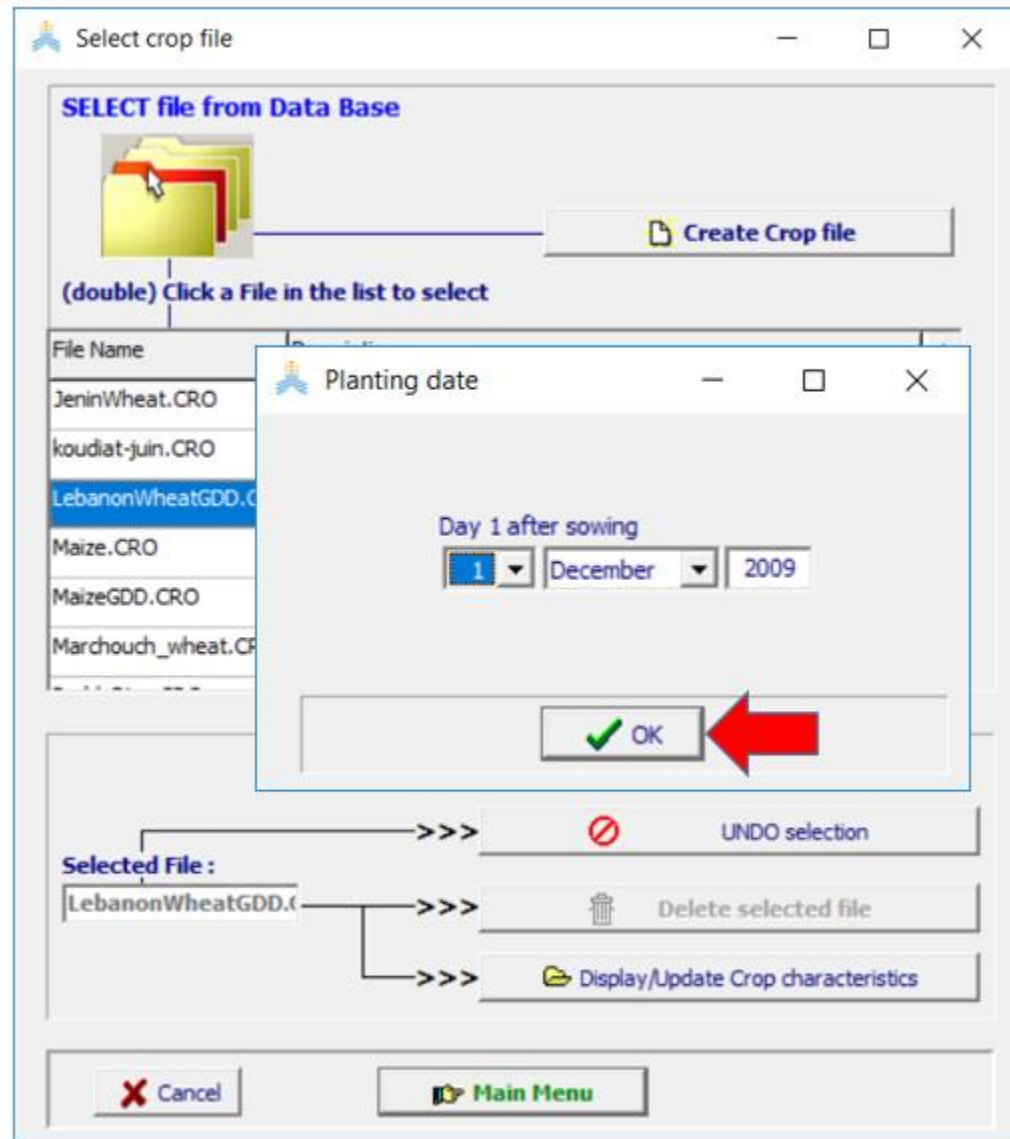 Select crop file
SELECT file from Data Base
Create Crop file
(double) Click a File in the list to select
File Name
JeninWheat.CRO
koudiat-juin.CRO
LebanonWheatGDD.C
Maize.CRO
MaizeGDD.CRO
Marchouch_wheat.CR
Planting date
Day 1 after sowing
1 December 2009
OK
>>> UNDO selection
Selected File :
LebanonWheatGDD.(
>>> Delete selected file
>>> Display/Update Crop characteristics
Cancel
Main Menu